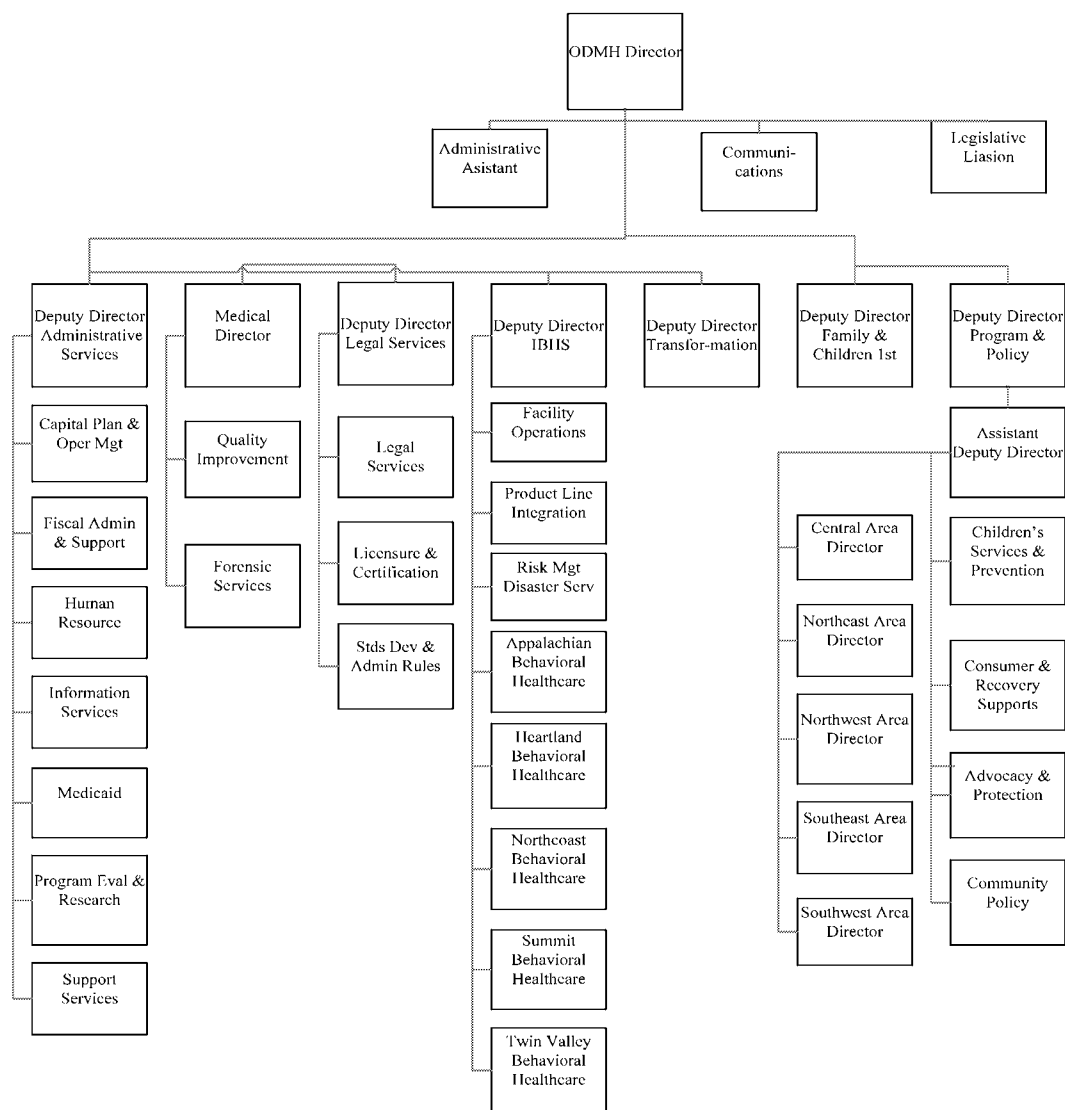 ODMH Director
Administrative
Asistant
Communi-
cations
Legislative
Liasion
Deputy Director
Administrative
Services
Capital Plan &
Oper Mgt
Fiscal Admin
& Support
Human
Resource
Information
Services
Medicaid
Program Eval &
Research
Support
Services
Medical
Director
Quality
Improvement
Forensic
Services
Deputy Director
Legal Services
Legal
Services
Licensure &
Certification
Stds Dev &
Admin Rules
Deputy Director
IBHS
Facility
Operations
Product Line
Integration
Risk Mgt
Disaster Serv
Appalachian
Behavioral
Healthcare
Heartland
Behavioral
Healthcare
Northcoast
Behavioral
Healthcare
Summit
Behavioral
Healthcare
Twin Valley
Behavioral
Healthcare
Deputy Director
Transfor-mation
Deputy Director
Family &
Children 1st
Deputy Director
Program &
Policy
Assistant
Deputy Director
Central Area
Director
Northeast Area
Director
Northwest Area
Director
Southeast Area
Director
Southwest Area
Director
Children's
Services &
Prevention
Consumer &
Recovery
Supports
Advocacy &
Protection
Community
Policy